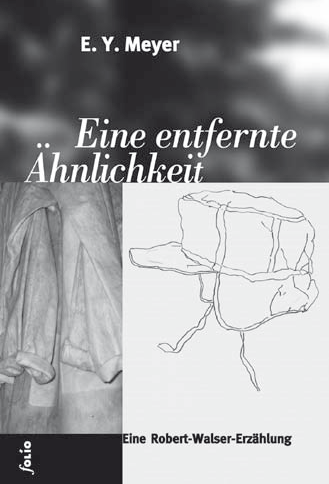 E. Y. Meyer
Eine entfernte
Ähnlichkeit
Eine Robert-Walser-Erzählung
folio